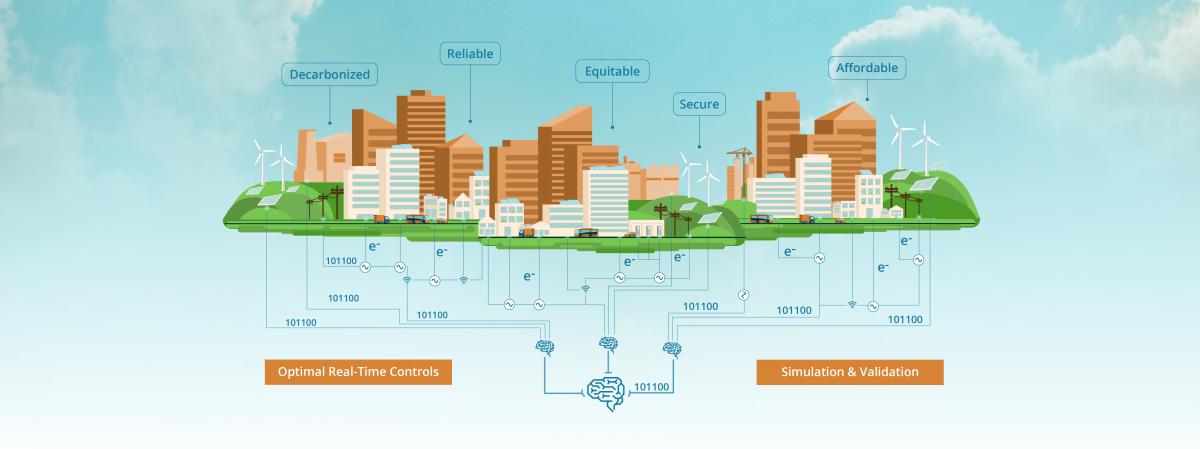 Reliable
Decarbonized
Equitable
Affordable
Secure
e-
e-
e-
e-
e-
e-
e-
e-
101100
101100
101100
101100
101100
101100
101100
Optimal Real-Time Controls
Simulation & Validation
101100